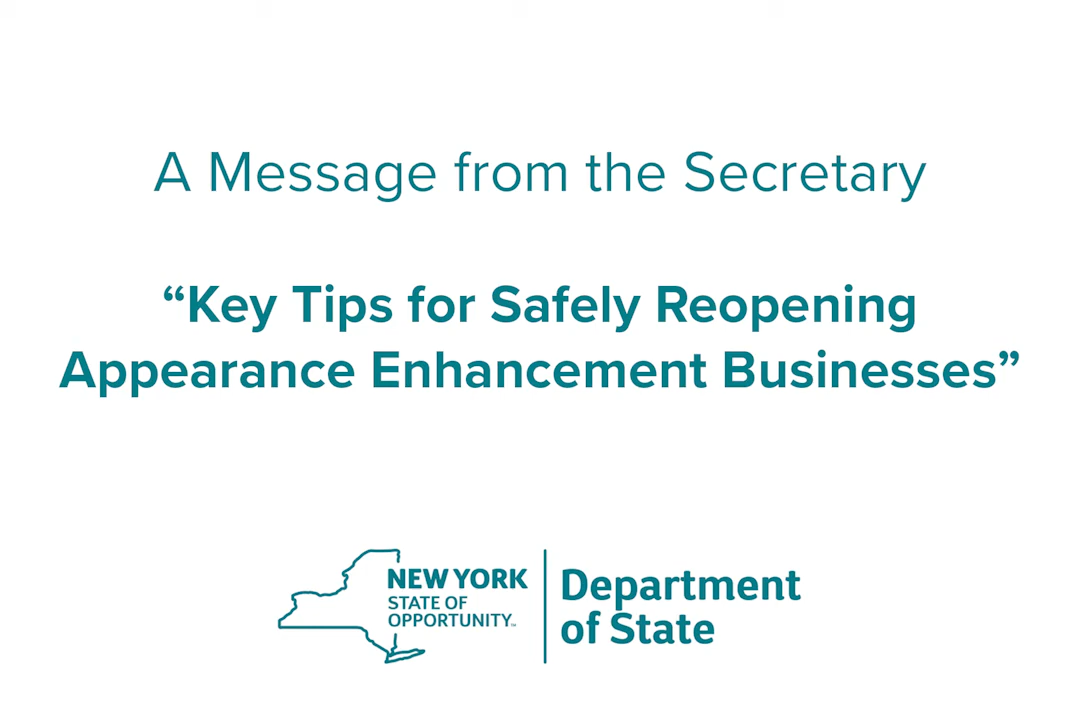 A Message from the Secretary
“Key Tips for Safely Reopening
Appearance Enhancement Businesses”
NEW YORK
STATE OF
OPPORTUNITY™
Department
of State